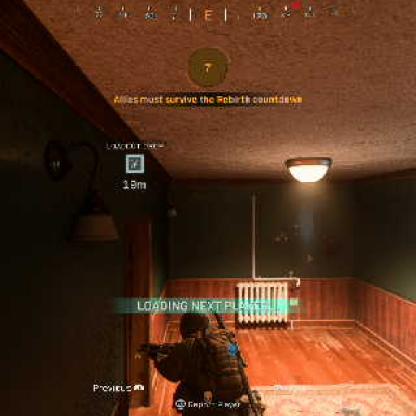 E
7
Allies must survive the Rebirth countdown
LOADOUT DROP
19m
LOADING NEXT PLAYER
Previous
Report Player